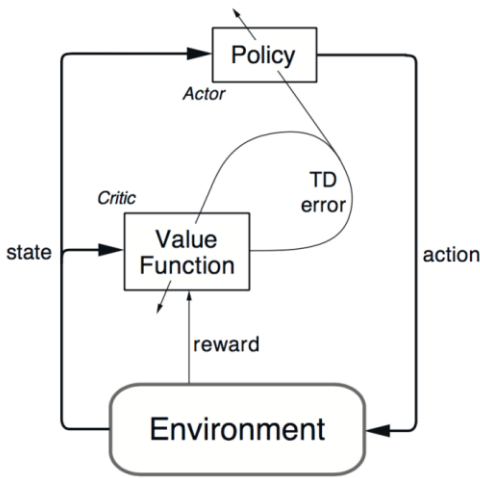 Policy
Actor
TD
error
Critic
Value
Function
state
action
reward
Environment